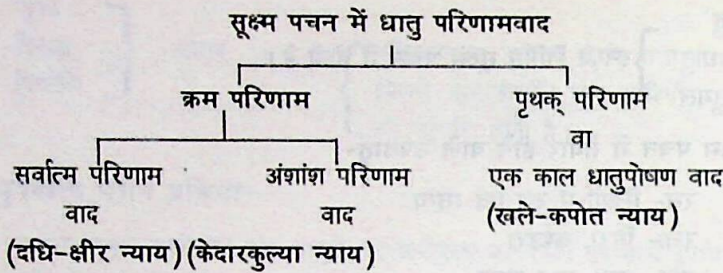 सूक्ष्म पचन में धातु परिणामवाद
क्रम परिणाम
पृथक् परिणाम
वा
एक काल धातुपोषण वाद
(खले-कपोत न्याय)
सर्वात्म परिणाम
वाद
(दधि-क्षीर न्याय)
अंशांश परिणाम
वाद
(केदारकुल्या न्याय)